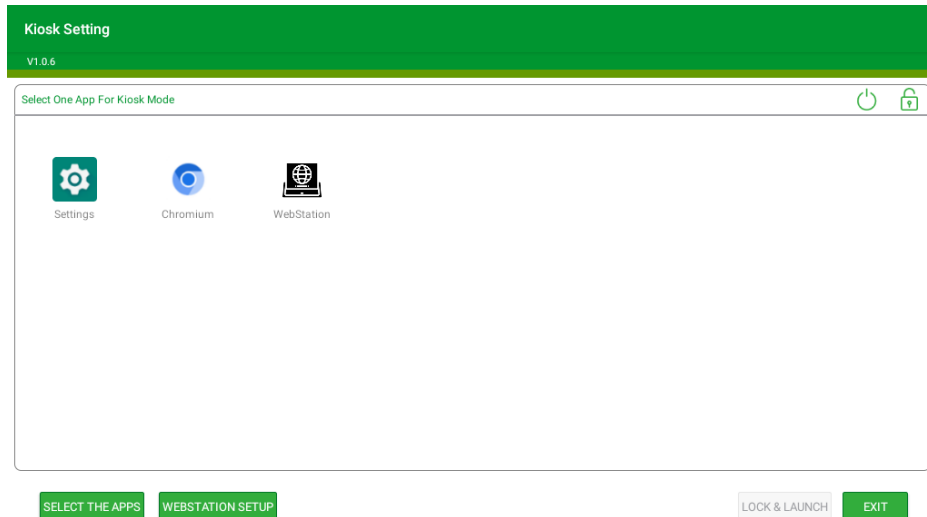 Kiosk Setting
V1.0.6
Select One App For Kiosk Mode
Settings Chromium WebStation
SELECT THE APPS WEBSTATION SETUP LOCK & LAUNCH EXIT